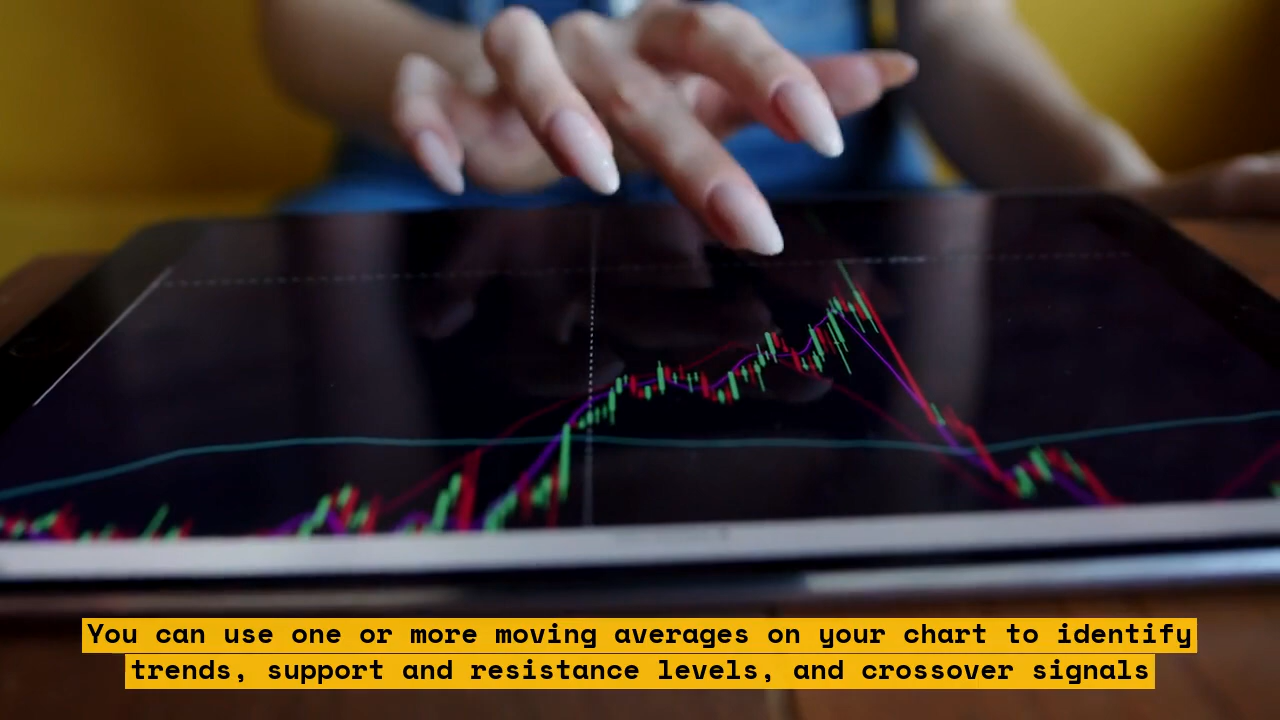 You can use one or more moving averages on your chart to identify
trends, support and resistance levels, and crossover signals